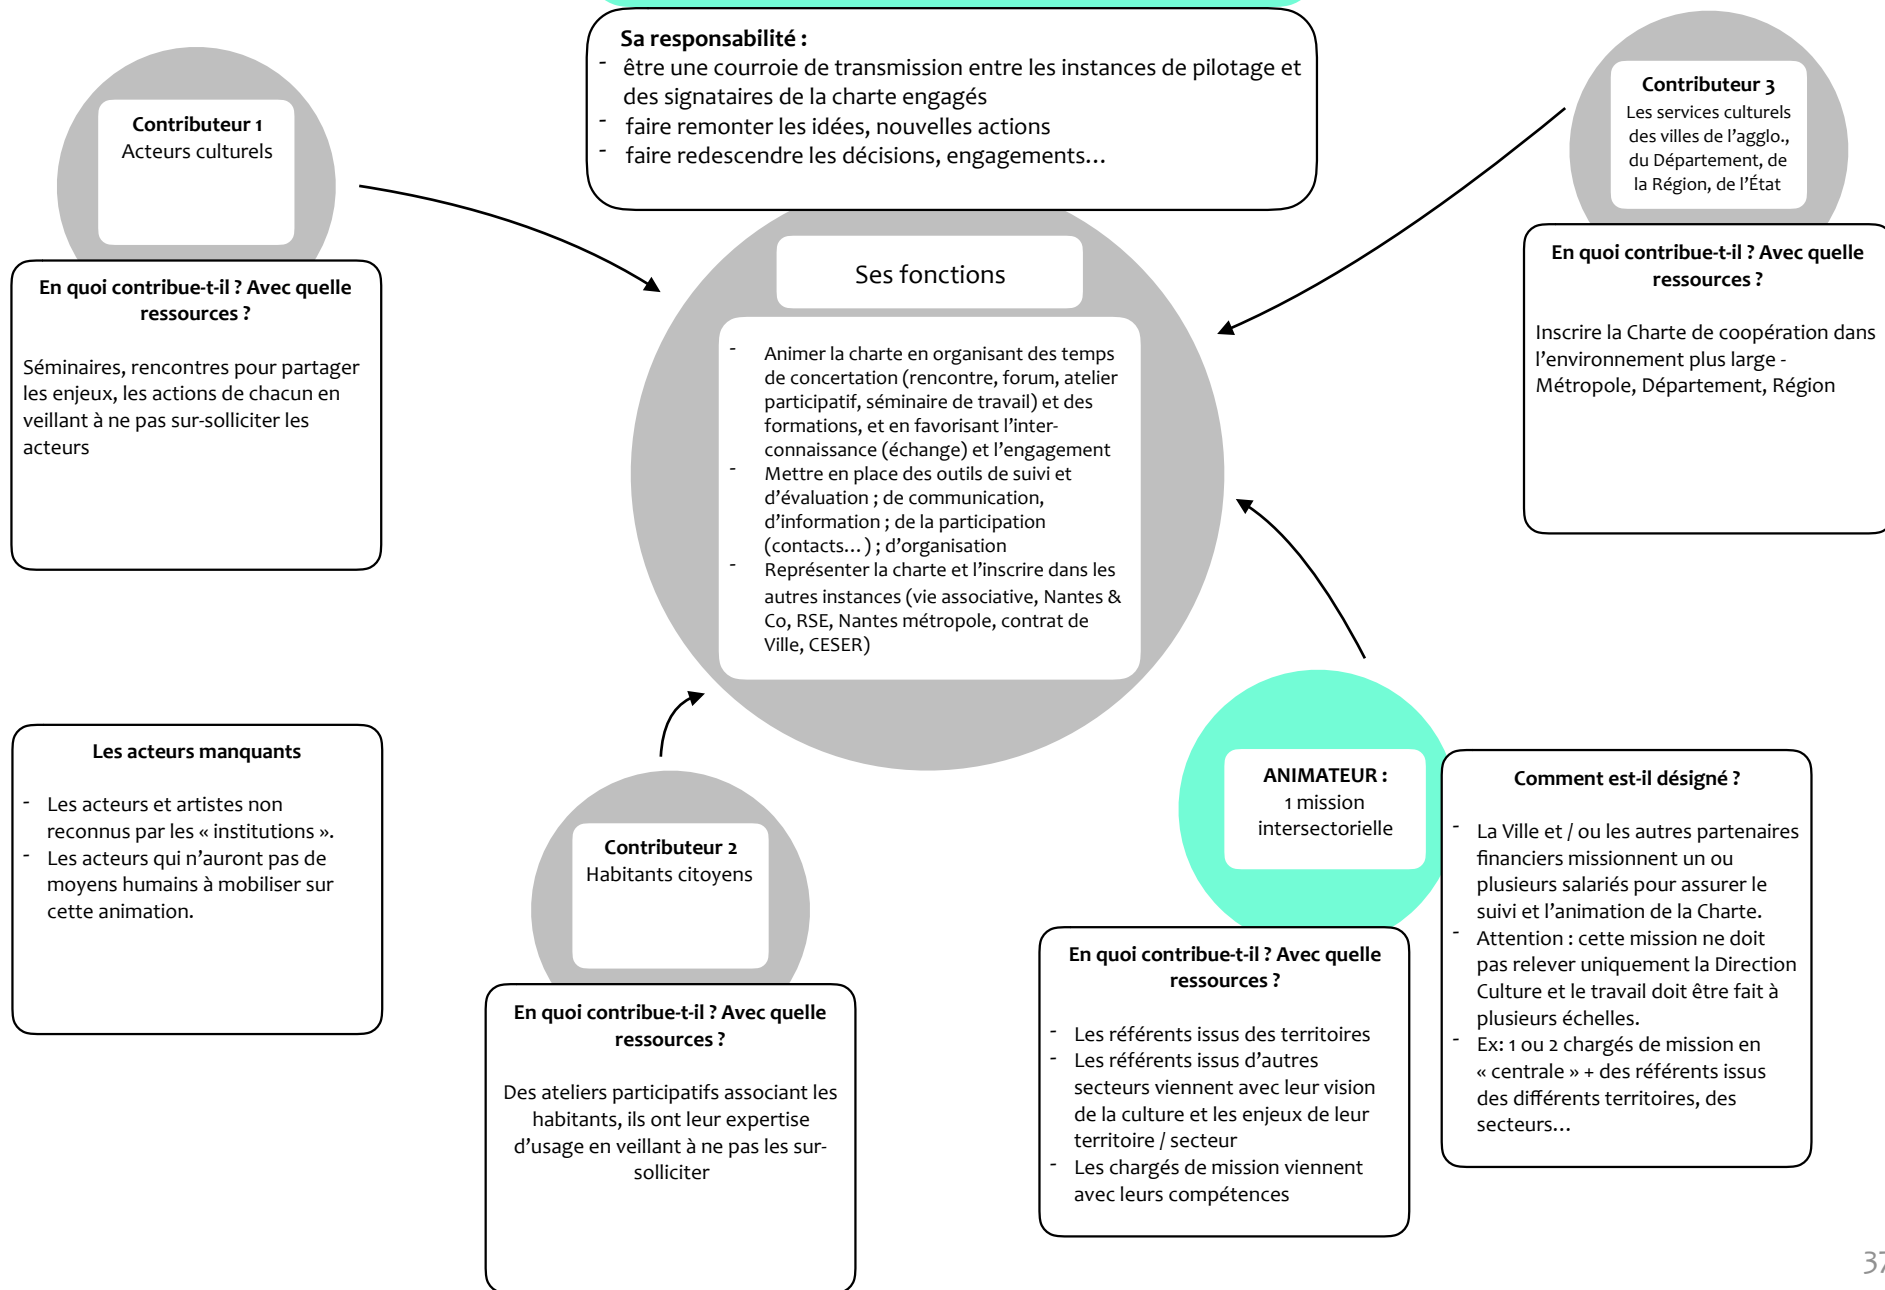 Sa responsabilité :
- être une courroie de transmission entre les instances de pilotage et
des signataires de la charte engagés
- faire remonter les idées, nouvelles actions
- faire redescendre les décisions, engagements…
Contributeur 1
Acteurs culturels
En quoi contribue-t-il ? Avec quelle
ressources ?
Séminaires, rencontres pour partager
les enjeux, les actions de chacun en
veillant à ne pas sur-solliciter les
acteurs
Contributeur 3
Les services culturels
des villes de l’agglo.,
du Département, de
la Région, de l’État
En quoi contribue-t-il ? Avec quelle
ressources ?
Inscrire la Charte de coopération dans
l’environnement plus large -
Métropole, Département, Région
Ses fonctions
- Animer la charte en organisant des temps
de concertation (rencontre, forum, atelier
participatif, séminaire de travail) et des
formations, et en favorisant l’inter-
connaissance (échange) et l’engagement
- Mettre en place des outils de suivi et
d’évaluation ; de communication,
d’information ; de la participation
(contacts…) ; d’organisation
- Représenter la charte et l’inscrire dans les
autres instances (vie associative, Nantes &
Co, RSE, Nantes métropole, contrat de
Ville, CESER)
Les acteurs manquants
- Les acteurs et artistes non
reconnus par les « institutions ».
- Les acteurs qui n’auront pas de
moyens humains à mobiliser sur
cette animation.
Contributeur 2
Habitants citoyens
En quoi contribue-t-il ? Avec quelle
ressources ?
Des ateliers participatifs associant les
habitants, ils ont leur expertise
d’usage en veillant à ne pas les sur-
solliciter
ANIMATEUR :
1 mission
intersectorielle
En quoi contribue-t-il ? Avec quelle
ressources ?
- Les référents issus des territoires
- Les référents issus d’autres
secteurs viennent avec leur vision
de la culture et les enjeux de leur
territoire / secteur
- Les chargés de mission viennent
avec leurs compétences
Comment est-il désigné ?
- La Ville et / ou les autres partenaires
financiers missionnent un ou
plusieurs salariés pour assurer le
suivi et l’animation de la Charte.
- Attention : cette mission ne doit
pas relever uniquement la Direction
Culture et le travail doit être fait à
plusieurs échelles.
- Ex: 1 ou 2 chargés de mission en
« centrale » + des référents issus
des différents territoires, des
secteurs…
37